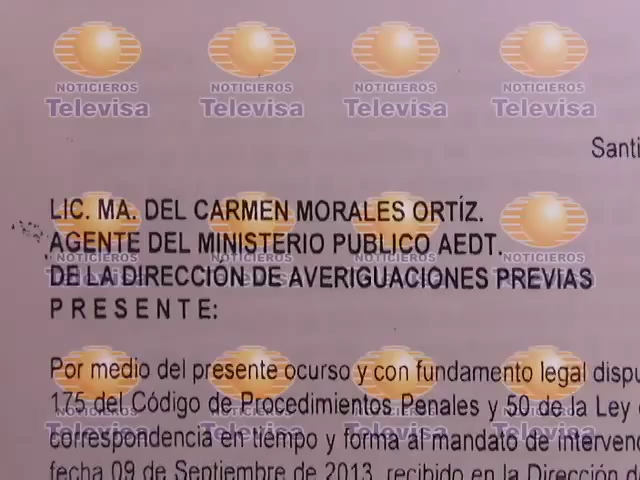 NOTICIEROS NOTICIEROS NOTICIEROS NOTICIEROS
Televisa Televisa Televisa Televisa
Santi
LIC. MA. DEL CARMEN MORALES ORTÍZ.
AGENTE DEL MINISTERIO PUBLICO AEDT.
DE LA DIRECCIÓN DE AVERIGUACIONES PREVIAS
P R E S E N T E:
Por medio del presente ocurso y con fundamento legal dispu
175 del Código de Procedimientos Penales y 50 de la Ley
correspondencia en tiempo y forma al mandato de interven
fecha 09 de Septiembre de 2013, recibido en la Dirección d